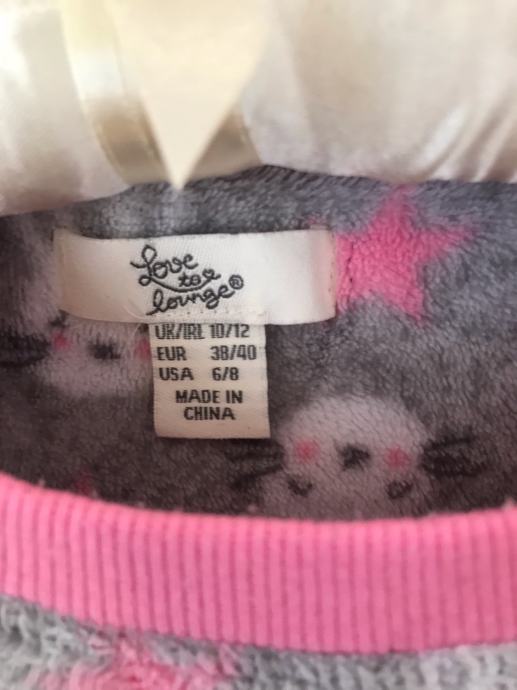 Love
to
lounge®
UK/IRL 10/12
EUR 38/40
USA 6/8
MADE IN
CHINA